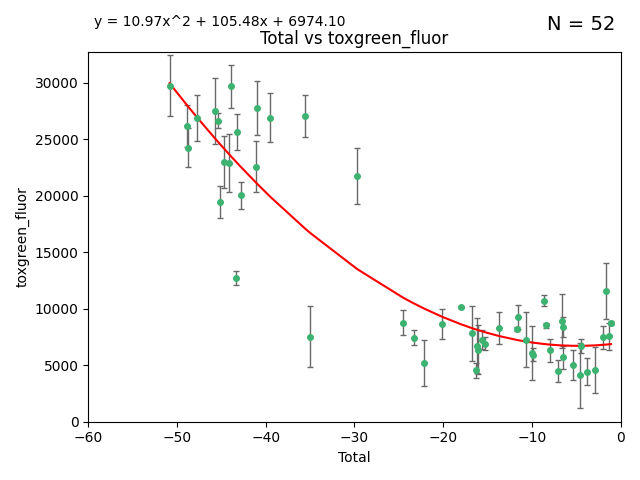 y = 10.97x^2 + 105.48x + 6974.10
N = 52
Total vs toxgreen_fluor
30000
25000
20000
15000
10000
5000
0
toxgreen_fluor
−60
−50
−40
−30
−20
−10
0
Total